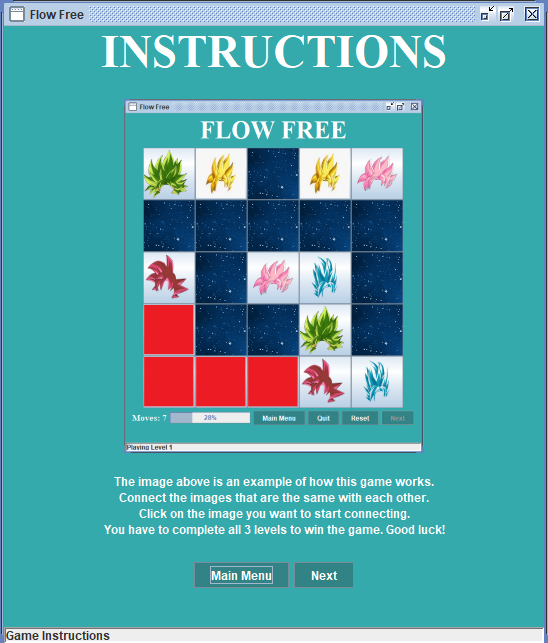 Flow Free
INSTRUCTIONS
Flow Free
FLOW FREE
Moves: 7 28% Main Menu Quit Reset Next
Playing Level 1
The image above is an example of how this game works.
Connect the images that are the same with each other.
Click on the image you want to start connecting.
You have to complete all 3 levels to win the game. Good luck!
Main Menu Next
Game Instructions